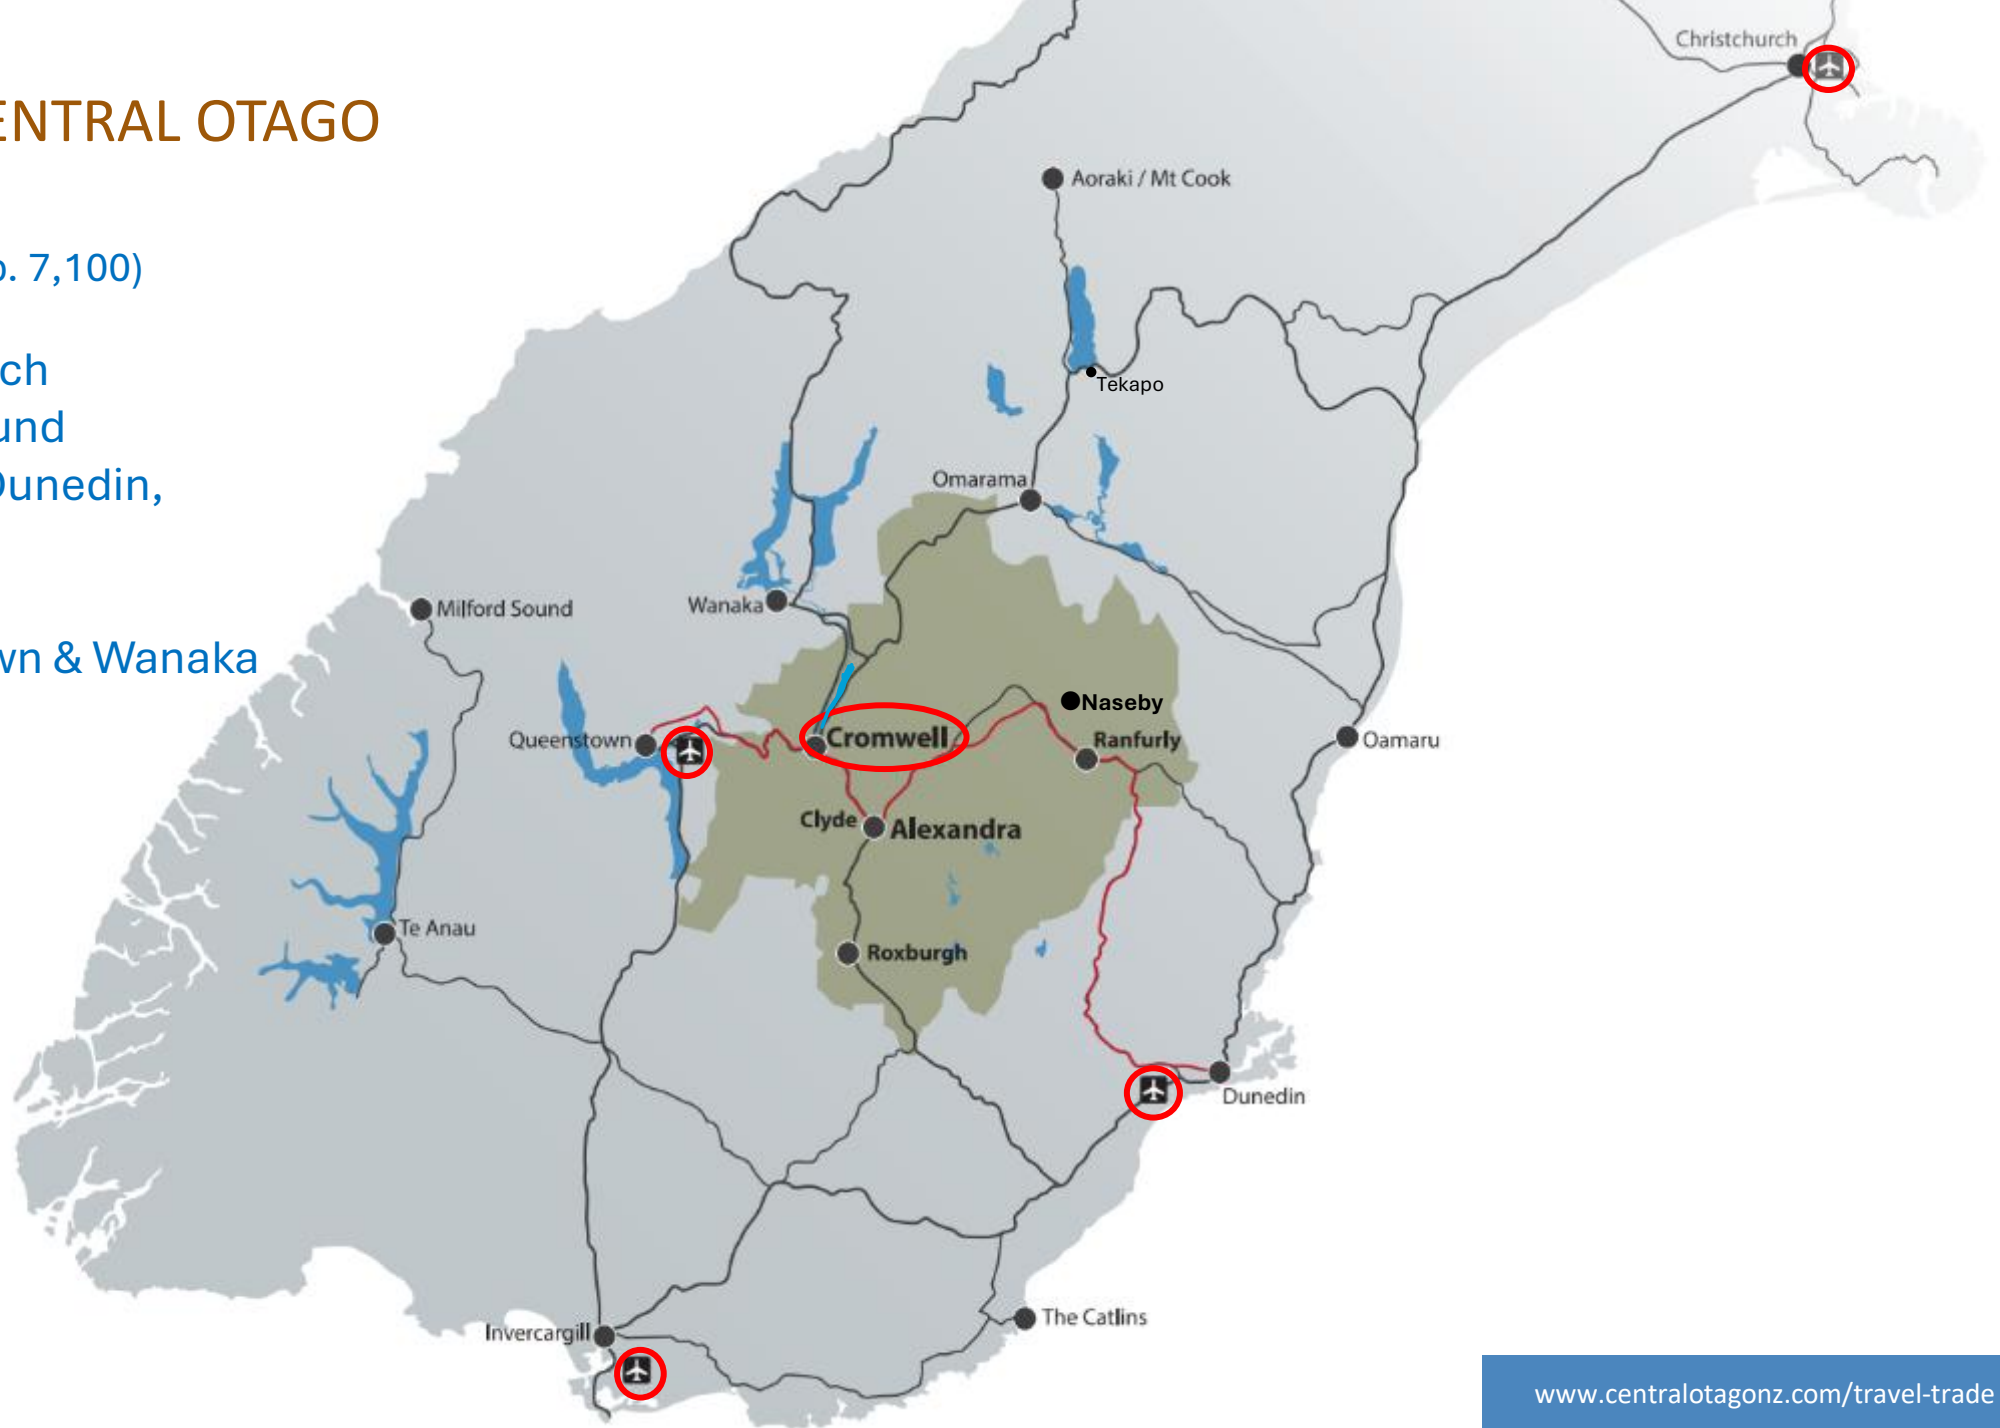 ENTRAL OTAGO
. 7,100)
ch
und
Dunedin,
wn & Wanaka
Christchurch
Aoraki / Mt Cook
Tekapo
Omarama
Milford Sound
Wanaka
Naseby
Queenstown
Cromwell
Ranfurly
Oamaru
Clyde
Alexandra
Te Anau
Roxburgh
Dunedin
The Catlins
Invercargill
www.centralotagonz.com/travel-trade